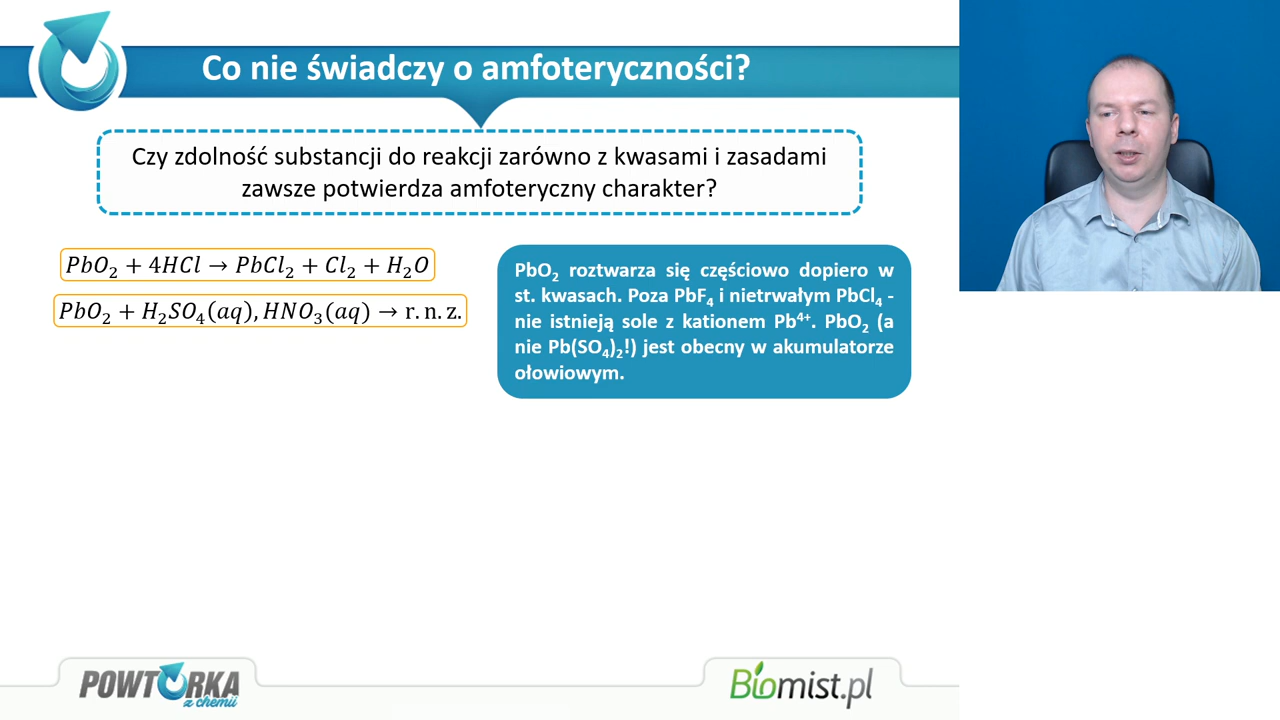 Co nie świadczy o amfoteryczności?
Czy zdolność substancji do reakcji zarówno z kwasami i zasadami
zawsze potwierdza amfoteryczny charakter?
PbO₂ + 4HCl → PbCl₂ + Cl₂ + H₂O
PbO₂ + H₂SO₄(aq), HNO₃(aq) → r. n. z.
PbO₂ roztwarza się częściowo dopiero w
st. kwasach. Poza PbF₄ i nietrwałym PbCl₄ -
nie istnieją sole z kationem Pb⁴⁺. PbO₂ (a
nie Pb(SO₄)₂!) jest obecny w akumulatorze
ołowiowym.
POWTÓRKA
z chemii
Biomist.pl